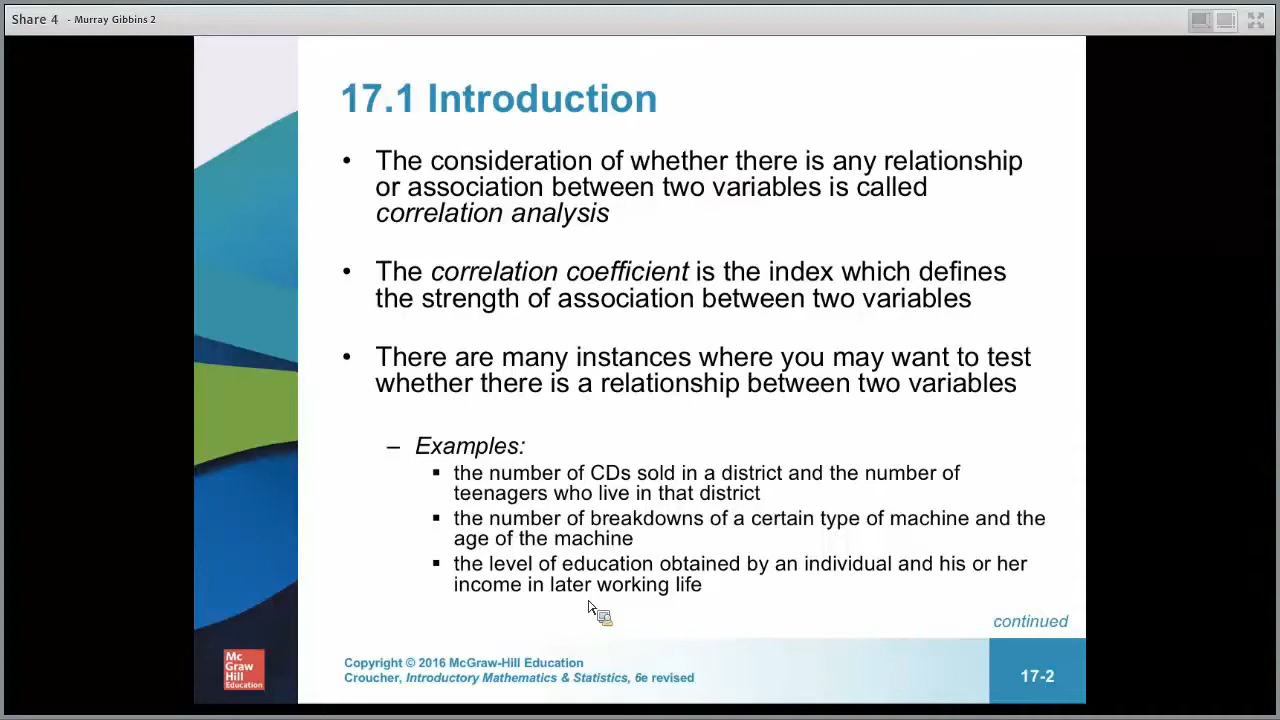 Share 4 - Murray Gibbins 2
17.1 Introduction
• The consideration of whether there is any relationship
or association between two variables is called
correlation analysis
• The correlation coefficient is the index which defines
the strength of association between two variables
• There are many instances where you may want to test
whether there is a relationship between two variables
– Examples:
▪ the number of CDs sold in a district and the number of
teenagers who live in that district
▪ the number of breakdowns of a certain type of machine and the
age of the machine
▪ the level of education obtained by an individual and his or her
income in later working life
continued
Mc
Graw
Hill
Education
Copyright © 2016 McGraw-Hill Education
Croucher, Introductory Mathematics & Statistics, 6e revised
17-2